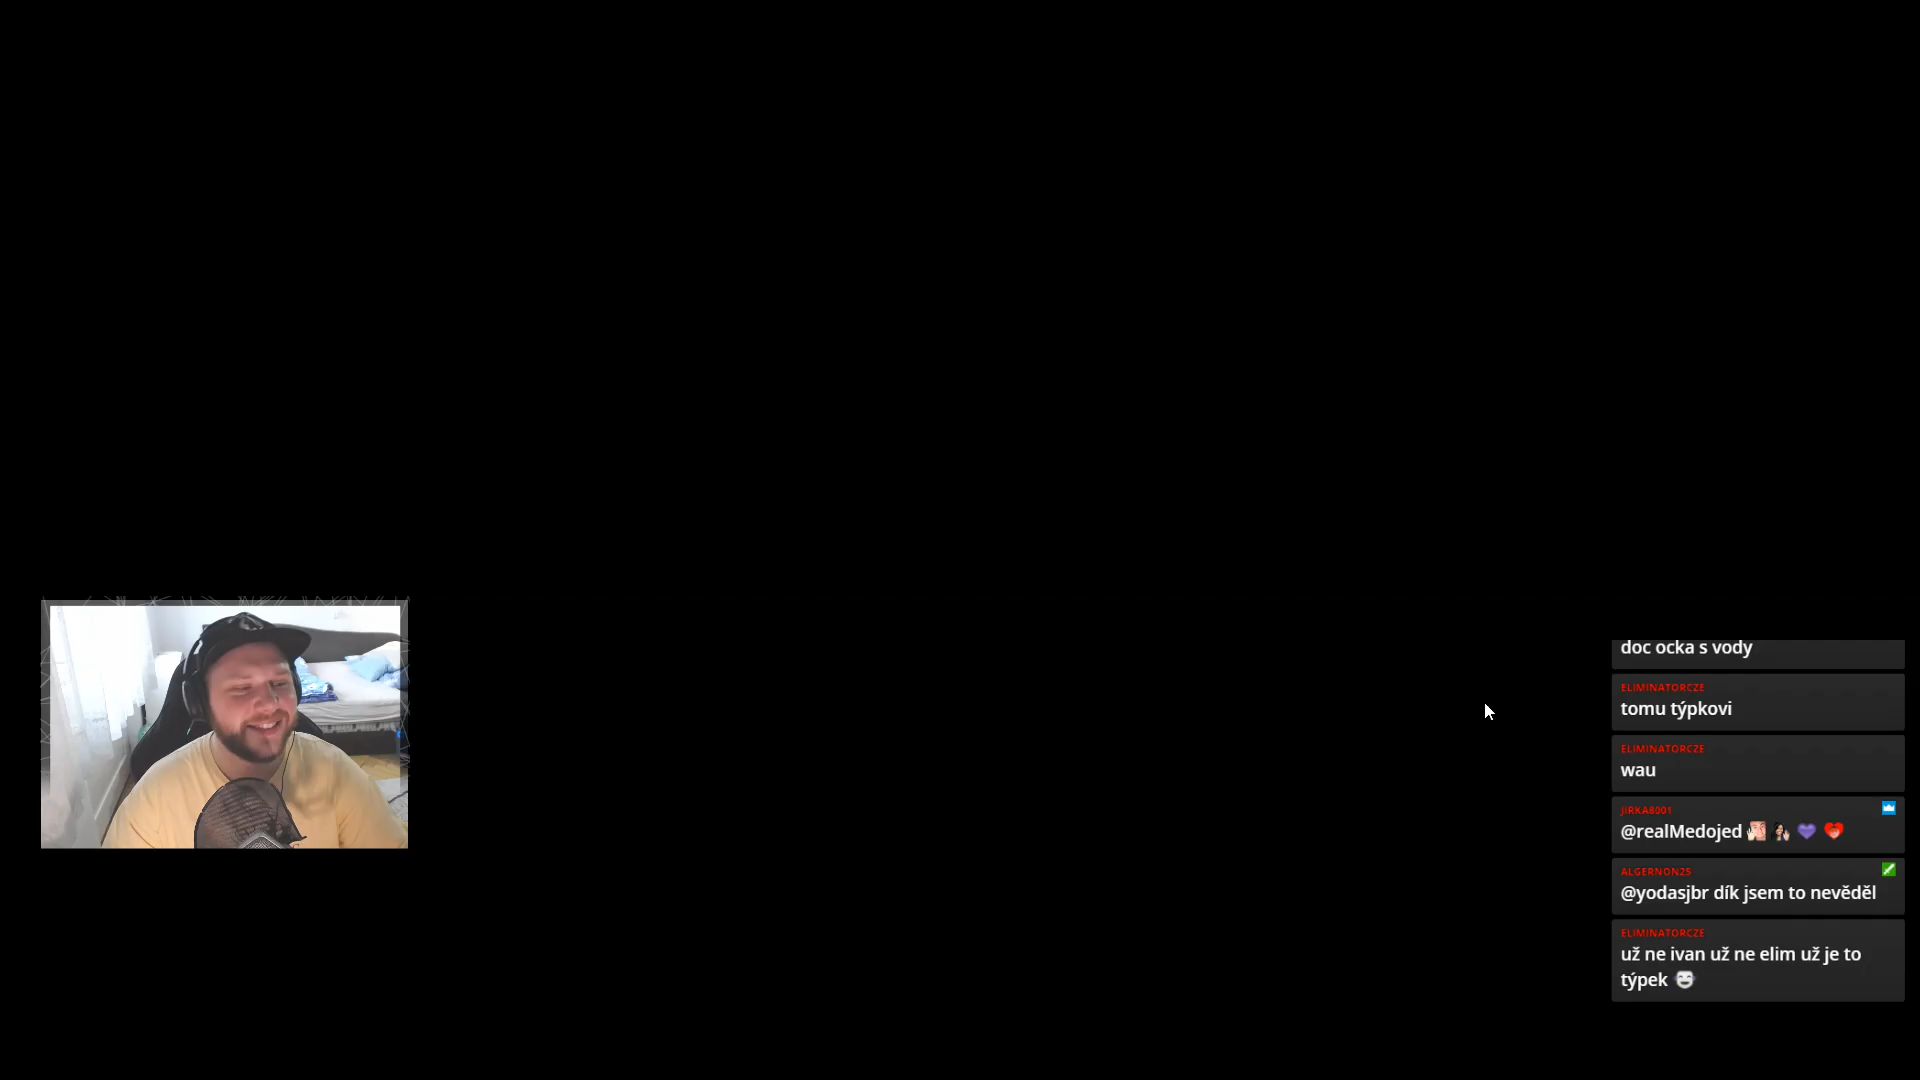 doc ocka s vody
ELIMINATORCZE
tomu týpkovi
ELIMINATORCZE
wau
JIRKA8001
@realMedojed
ALGERNON25
@yodasjbr dík jsem to nevěděl
ELIMINATORCZE
už ne ivan už ne elim už je to
týpek